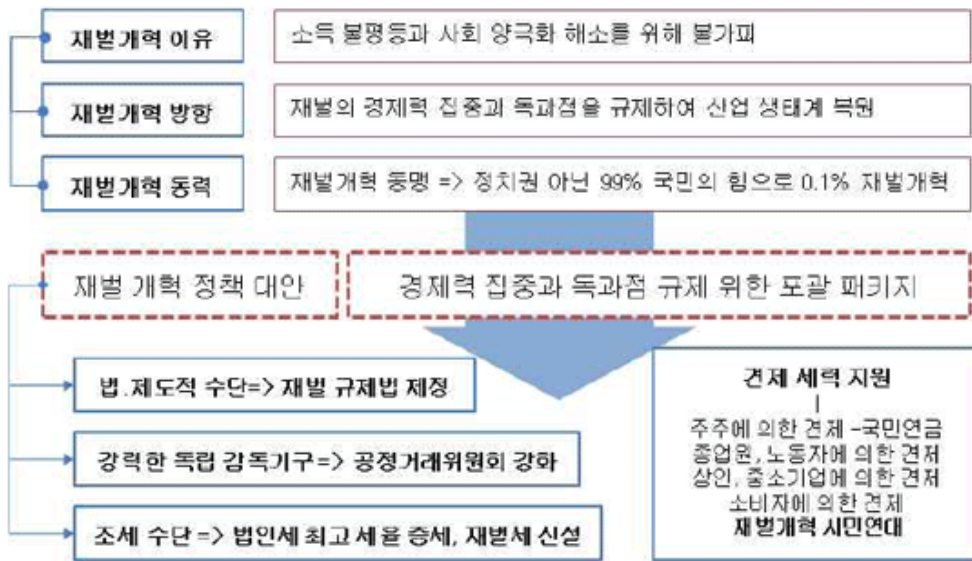 재벌개혁 이유
소득 불평등과 사회 양극화 해소를 위해 불가피
재벌개혁 방향
재벌의 경제력 집중과 독과점을 규제하여 산업 생태계 복원
재벌개혁 동력
재벌개혁 동맹 => 정치권 아닌 99% 국민의 힘으로 0.1% 재벌개혁
재벌 개혁 정책 대안
경제력 집중과 독과점 규제 위한 포괄 패키지
법.제도적 수단=> 재벌 규제법 제정
강력한 독립 감독기구=> 공정거래위원회 강화
조세 수단 => 법인세 최고 세율 증세, 재벌세 신설
견제 세력 지원
주주에 의한 견제 -국민연금
종업원, 노동자에 의한 견제
상인, 중소기업에 의한 견제
소비자에 의한 견제
재벌개혁 시민연대